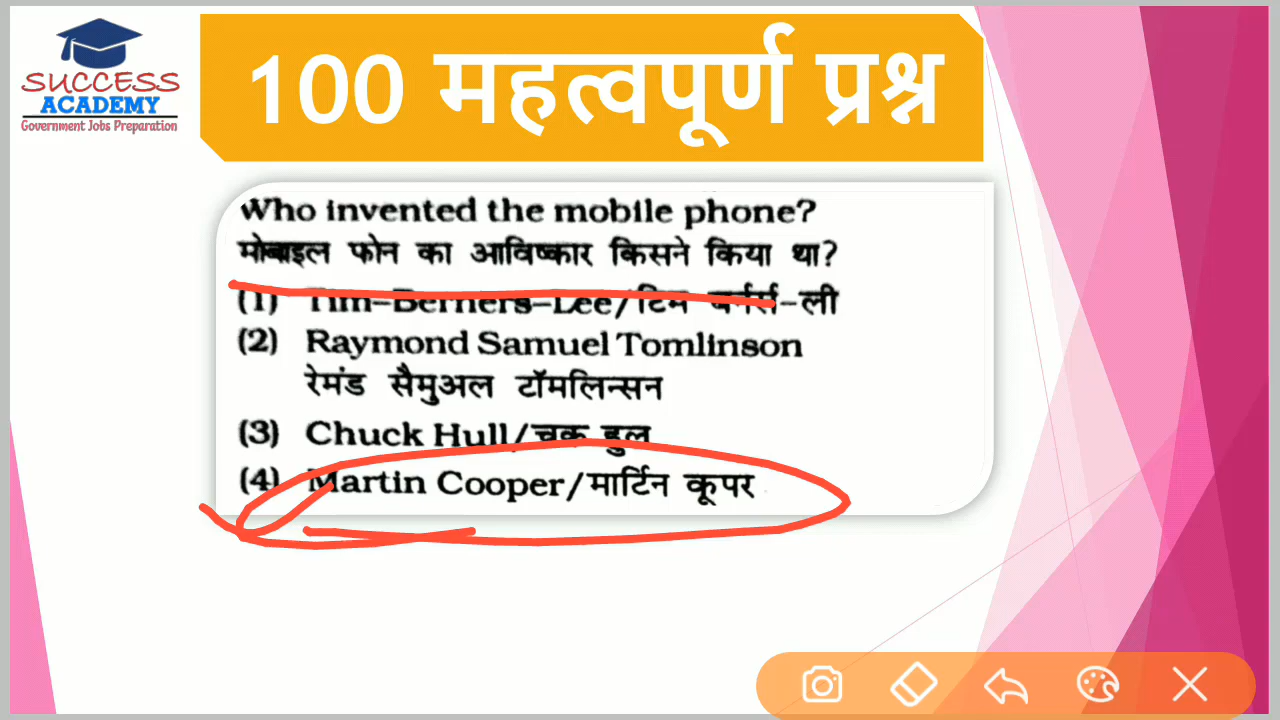 SUCCESS
ACADEMY
Government Jobs Preparation
100 महत्वपूर्ण प्रश्न
Who invented the mobile phone?
मोबाइल फोन का आविष्कार किसने किया था?
(1) Tim-Berners-Lee/टिम बर्नर्स-ली
(2) Raymond Samuel Tomlinson
रेमंड सैमुअल टॉमलिन्सन
(3) Chuck Hull/चक हुल
(4) Martin Cooper/मार्टिन कूपर